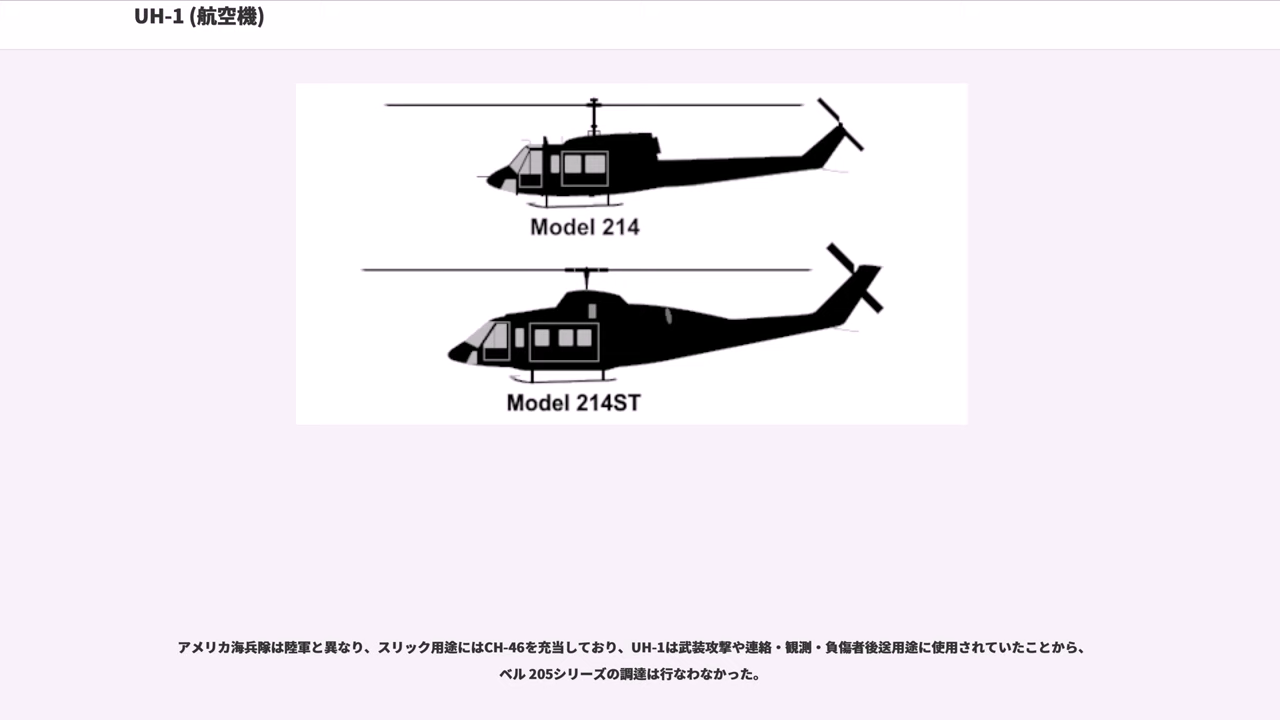 UH-1 (航空機)
Model 214
Model 214ST
アメリカ海兵隊は陸軍と異なり、スリック用途にはCH-46を充当しており、UH-1は武装攻撃や連絡・観測・負傷者後送用途に使用されていたことから、
ベル 205シリーズの調達は行なわなかった。